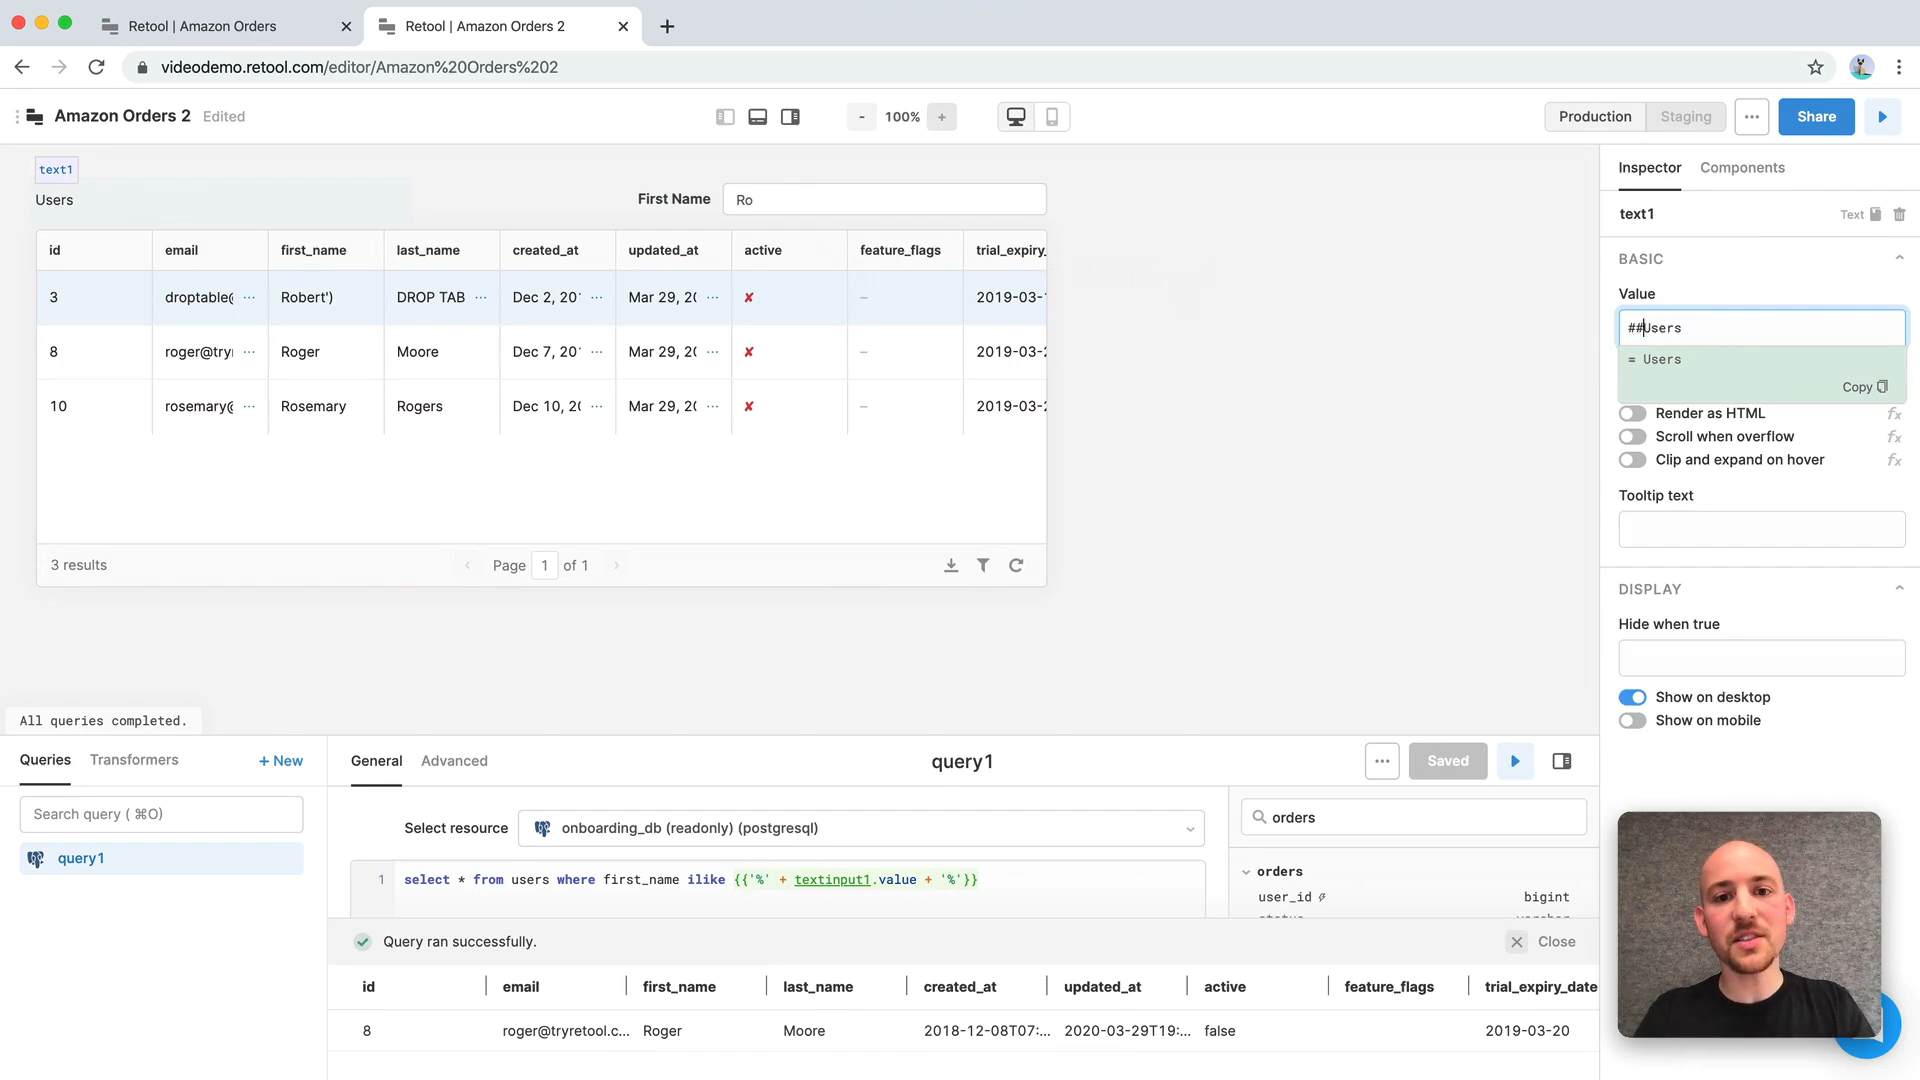 Retool | Amazon Orders
Retool | Amazon Orders 2
videodemo.retool.com/editor/Amazon%20Orders%202
Amazon Orders 2 Edited
- 100% +
Production Staging ··· Share
text1
Users
First Name Ro
id email first_name last_name created_at updated_at active feature_flags trial_expiry_
3 droptable@ ··· Robert') DROP TAB ··· Dec 2, 20 ··· Mar 29, 20 ··· ✘ – 2019-03-
8 roger@try ··· Roger Moore Dec 7, 20 ··· Mar 29, 20 ··· ✘ – 2019-03-2
10 rosemary@ ··· Rosemary Rogers Dec 10, 20 ··· Mar 29, 20 ··· ✘ – 2019-03-2
3 results Page 1 of 1
All queries completed.
Inspector Components
text1 Text
BASIC
Value
##Users
= Users
Copy
Render as HTML fx
Scroll when overflow fx
Clip and expand on hover fx
Tooltip text
DISPLAY
Hide when true
Show on desktop
Show on mobile
Queries Transformers + New
Search query ( ⌘O)
query1
General Advanced query1 ··· Saved
Select resource onboarding_db (readonly) (postgresql)
1 select * from users where first_name ilike {{'%' + textinput1.value + '%'}}
orders
orders
user_id bigint
Query ran successfully. Close
id email first_name last_name created_at updated_at active feature_flags trial_expiry_date
8 roger@tryretool.c... Roger Moore 2018-12-08T07:... 2020-03-29T19:... false 2019-03-20